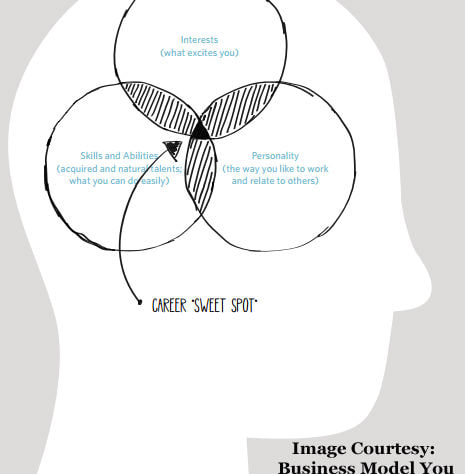 Interests
(what excites you)
Skills and Abilities
(acquired and natural talents;
what you can do easily)
Personality
(the way you like to work
and relate to others)
CAREER "SWEET SPOT"
Image Courtesy:
Business Model You